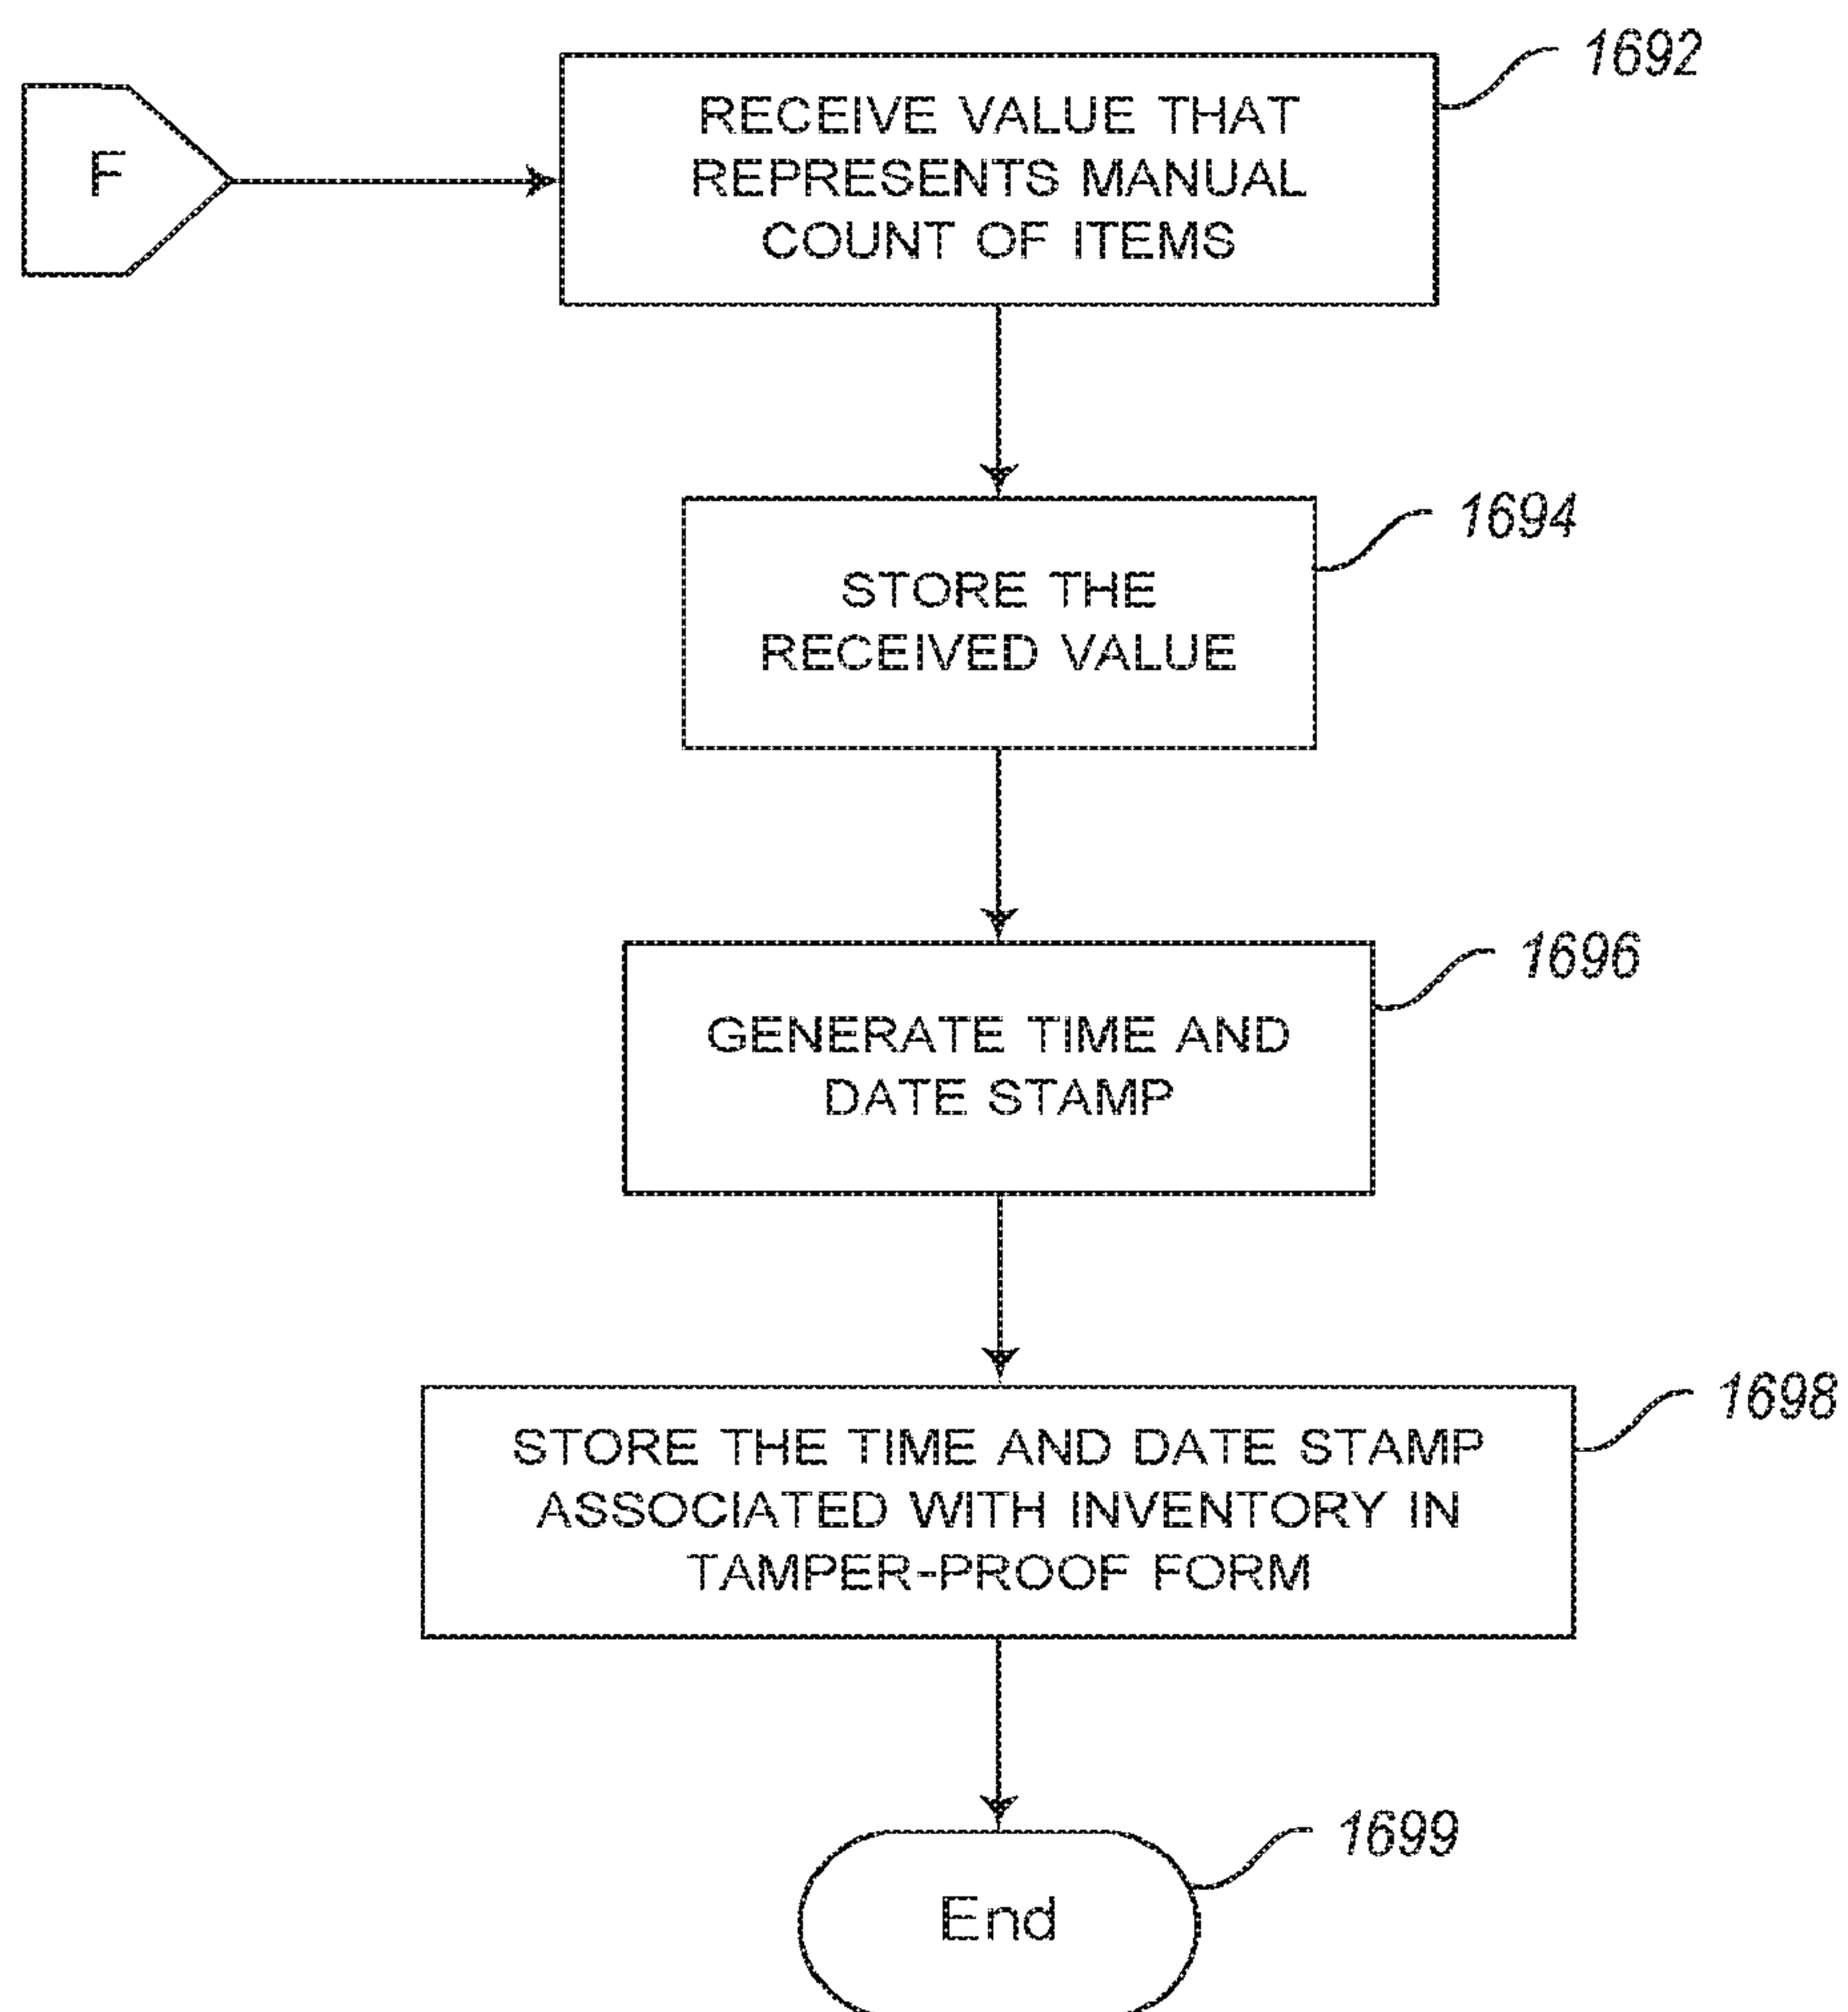 1692
F
RECEIVE VALUE THAT
REPRESENTS MANUAL
COUNT OF ITEMS
1694
STORE THE
RECEIVED VALUE
1696
GENERATE TIME AND
DATE STAMP
1698
STORE THE TIME AND DATE STAMP
ASSOCIATED WITH INVENTORY IN
TAMPER-PROOF FORM
1699
End